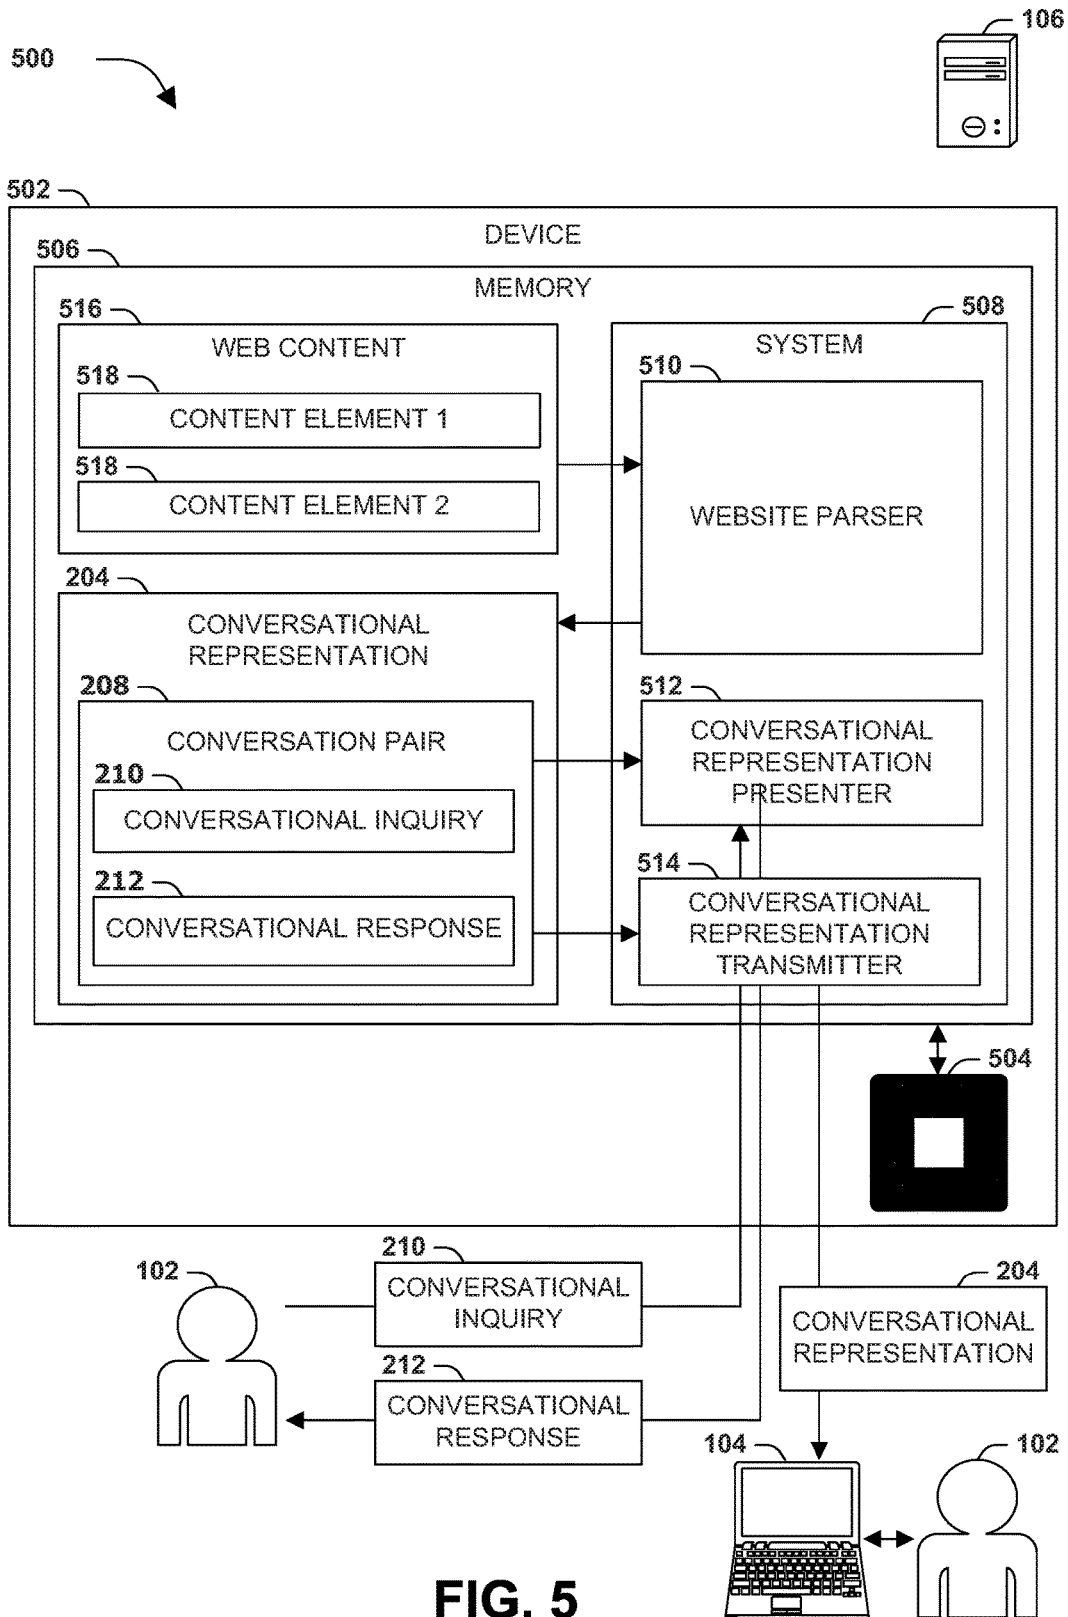 106
500
502
DEVICE
506
MEMORY
516
WEB CONTENT
518
CONTENT ELEMENT 1
518
CONTENT ELEMENT 2
508
SYSTEM
510
WEBSITE PARSER
204
CONVERSATIONAL
REPRESENTATION
208
CONVERSATION PAIR
210
CONVERSATIONAL INQUIRY
212
CONVERSATIONAL RESPONSE
512
CONVERSATIONAL
REPRESENTATION
PRESENTER
514
CONVERSATIONAL
REPRESENTATION
TRANSMITTER
504
102
210
CONVERSATIONAL
INQUIRY
212
CONVERSATIONAL
RESPONSE
204
CONVERSATIONAL
REPRESENTATION
104
102
FIG. 5